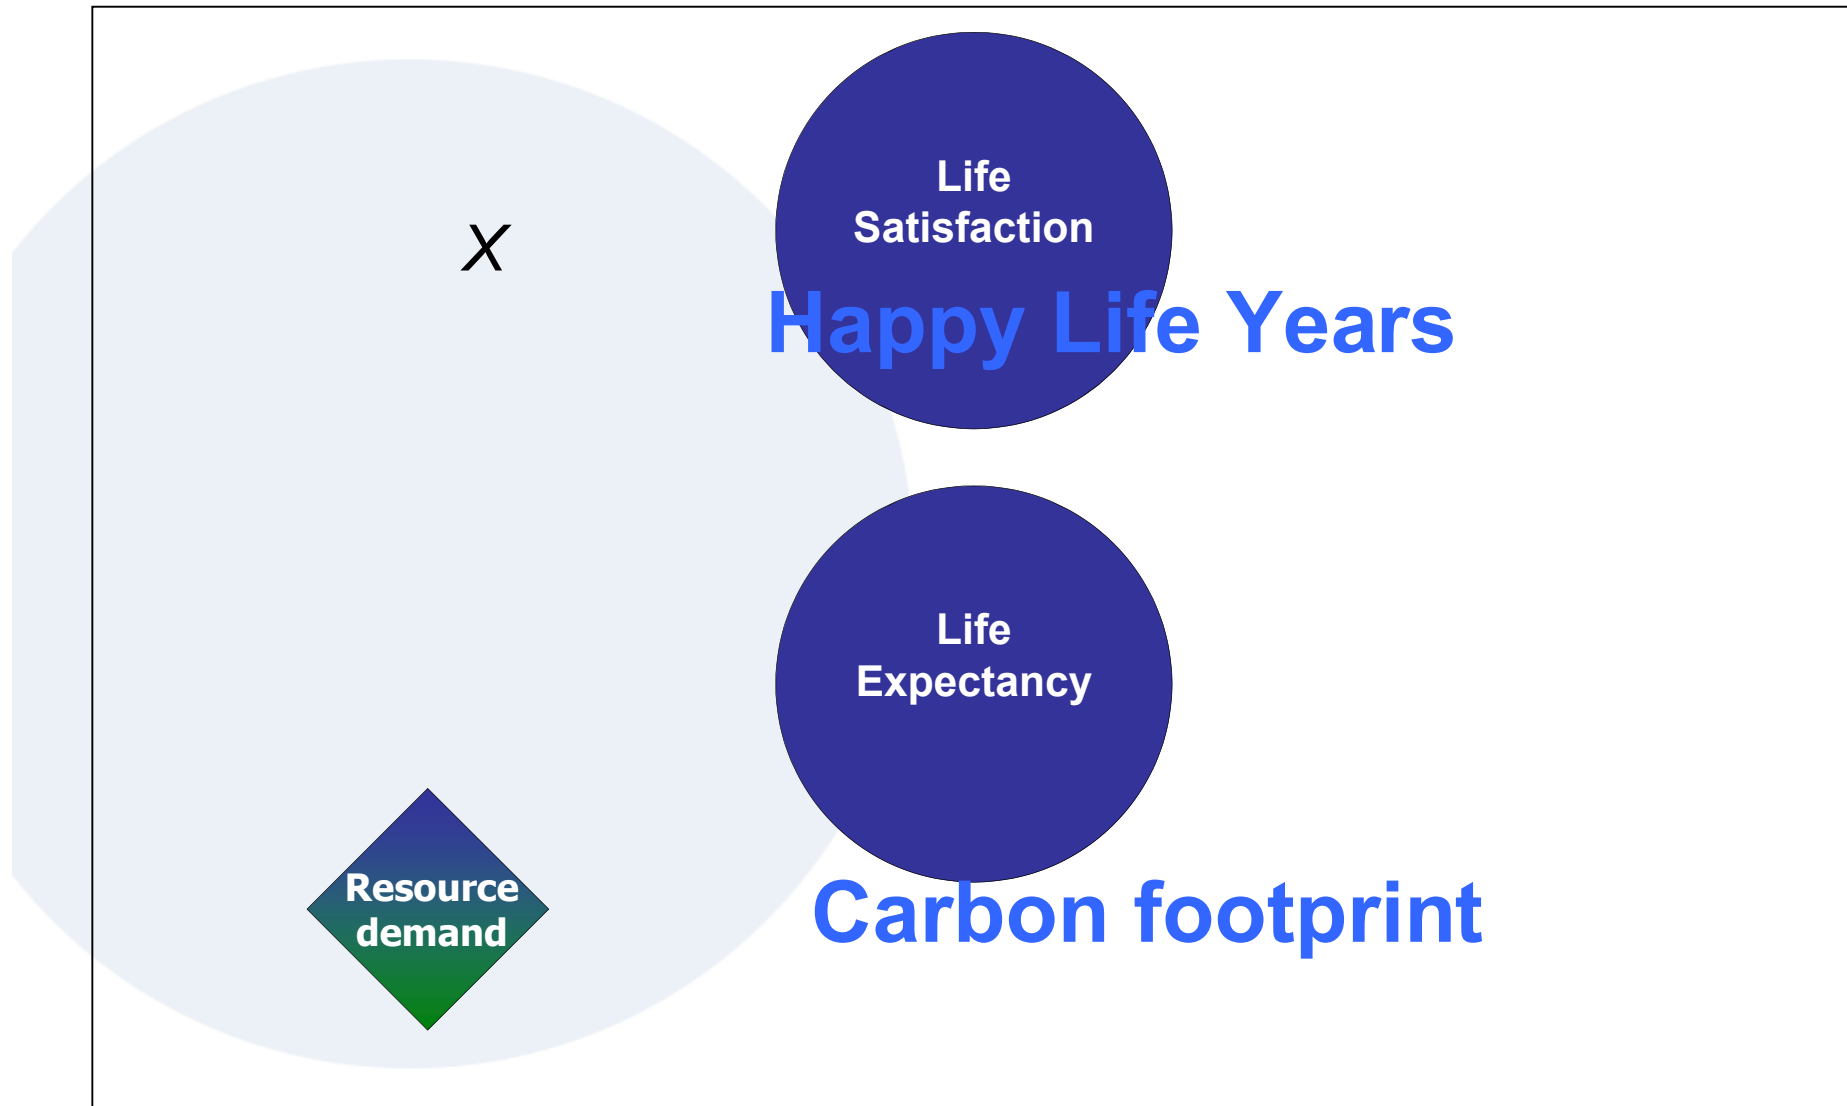 Life
Satisfaction
X
Happy Life Years
Life
Expectancy
Resource
demand
Carbon footprint